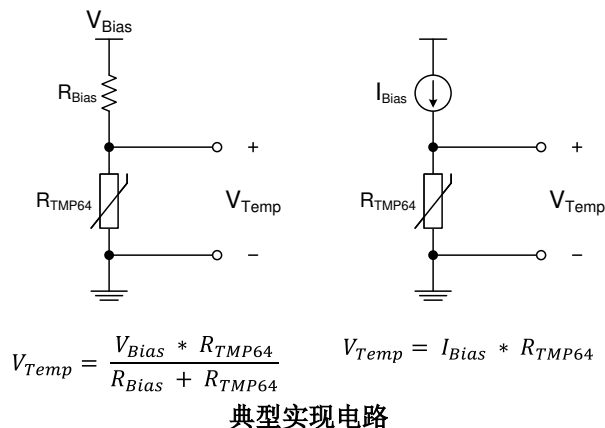 V_Bias
R_Bias
+
R_TMP64
V_Temp
−
I_Bias
+
R_TMP64
V_Temp
−
V_Temp = V_Bias * R_TMP64 / R_Bias + R_TMP64
V_Temp = I_Bias * R_TMP64
典型实现电路